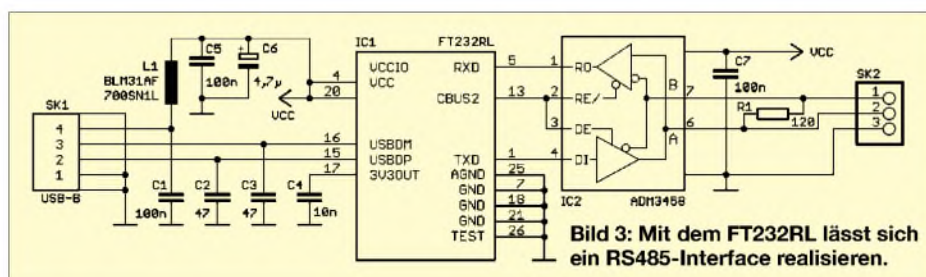 IC1 FT232RL
L1
BLM31AF
700SN1L
C5
100n
C6
4,7µ
VCC
4
20
VCCIO
VCC
RXD
5
CBUS2
13
SK1
4
3
2
1
USB-B
16
15
17
USBDM
USBDP
3V3OUT
TXD
1
AGND
25
GND
7
GND
18
GND
21
TEST
26
C1
100n
C2
47
C3
47
C4
10n
1
RO
2
RE/
3
DE
4
DI
B
7
6
A
IC2
ADM3458
C7
100n
VCC
R1
120
SK2
1
2
3
Bild 3: Mit dem FT232RL lässt sich
ein RS485-Interface realisieren.